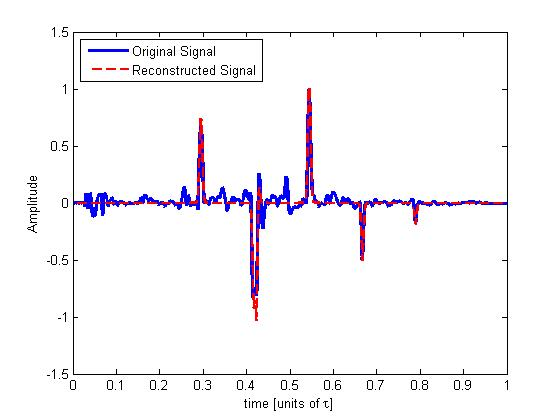 1.5
Original Signal
Reconstructed Signal
1
0.5
0
-0.5
-1
-1.5
Amplitude
0 0.1 0.2 0.3 0.4 0.5 0.6 0.7 0.8 0.9 1
time [units of τ]